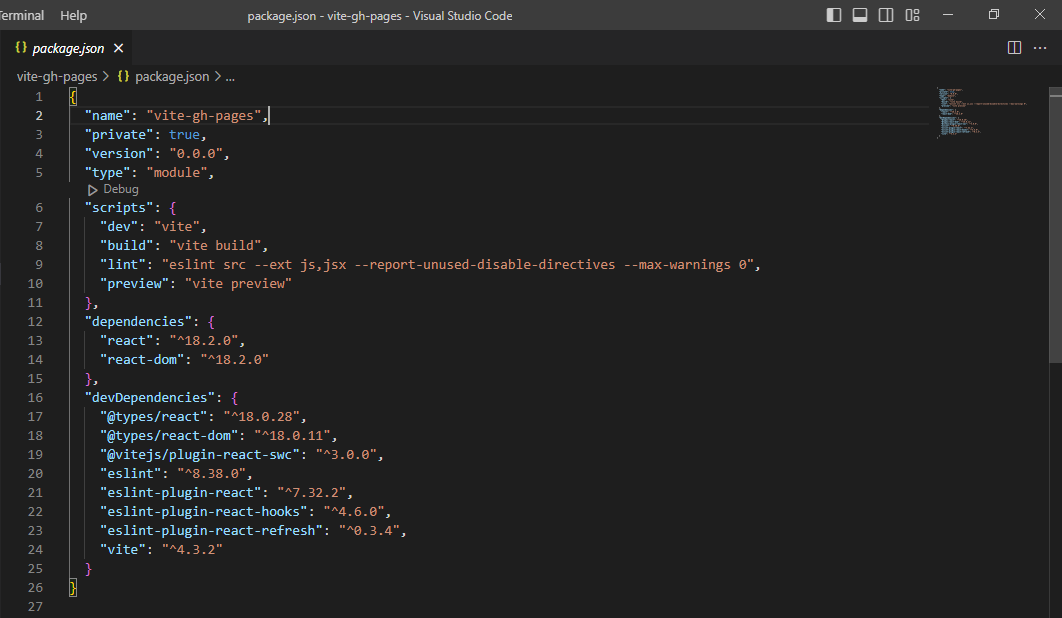 Terminal Help package.json - vite-gh-pages - Visual Studio Code
{} package.json
vite-gh-pages > {} package.json > ...
1 {
2 "name": "vite-gh-pages",
3 "private": true,
4 "version": "0.0.0",
5 "type": "module",
Debug
6 "scripts": {
7 "dev": "vite",
8 "build": "vite build",
9 "lint": "eslint src --ext js,jsx --report-unused-disable-directives --max-warnings 0",
10 "preview": "vite preview"
11 },
12 "dependencies": {
13 "react": "^18.2.0",
14 "react-dom": "^18.2.0"
15 },
16 "devDependencies": {
17 "@types/react": "^18.0.28",
18 "@types/react-dom": "^18.0.11",
19 "@vitejs/plugin-react-swc": "^3.0.0",
20 "eslint": "^8.38.0",
21 "eslint-plugin-react": "^7.32.2",
22 "eslint-plugin-react-hooks": "^4.6.0",
23 "eslint-plugin-react-refresh": "^0.3.4",
24 "vite": "^4.3.2"
25 }
26 }
27